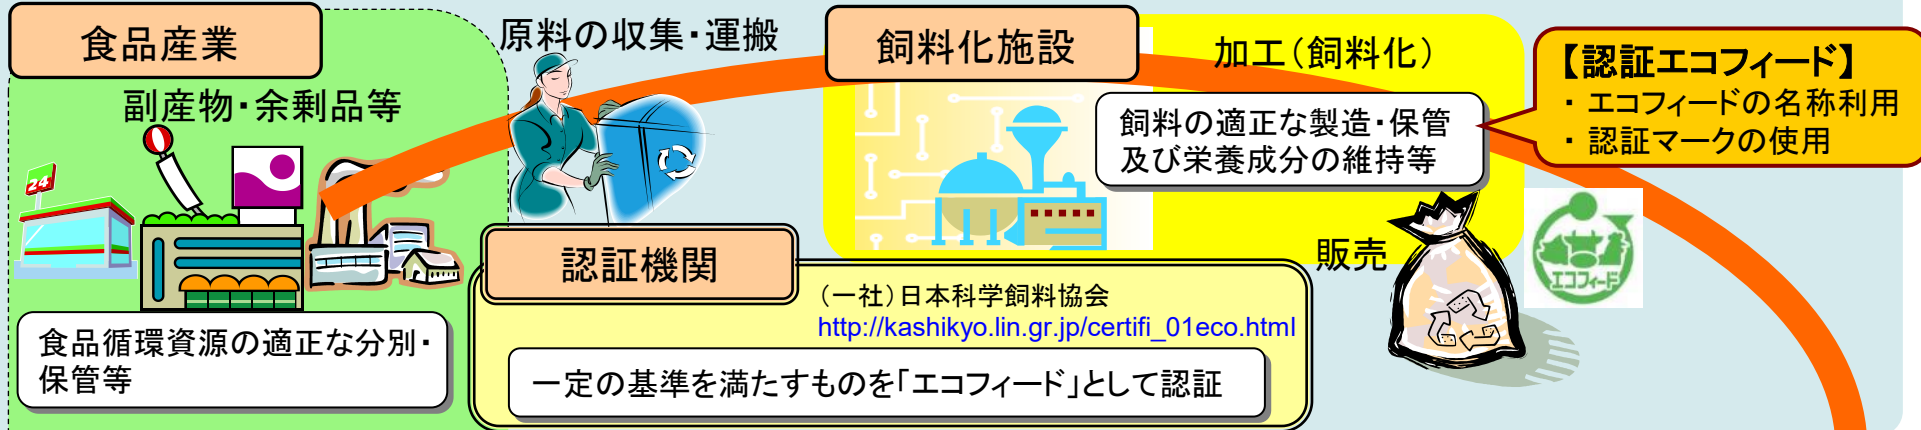 食品産業
副産物・余剰品等
24
食品循環資源の適正な分別・
保管等
原料の収集・運搬
飼料化施設
加工（飼料化）
飼料の適正な製造・保管
及び栄養成分の維持等
【認証エコフィード】
・ エコフィードの名称利用
・ 認証マークの使用
認証機関
（一社）日本科学飼料協会
http://kashikyo.lin.gr.jp/certifi_01eco.html
一定の基準を満たすものを「エコフィード」として認証
販売
エコフィード